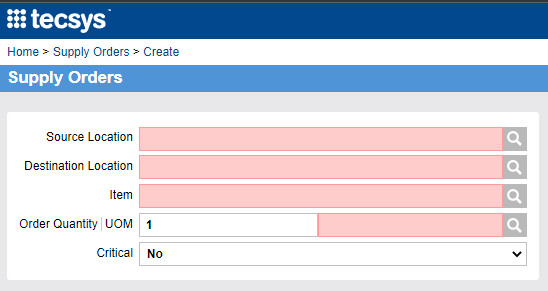 tecsys
Home > Supply Orders > Create
Supply Orders
Source Location
Destination Location
Item
Order Quantity | UOM 1
Critical No